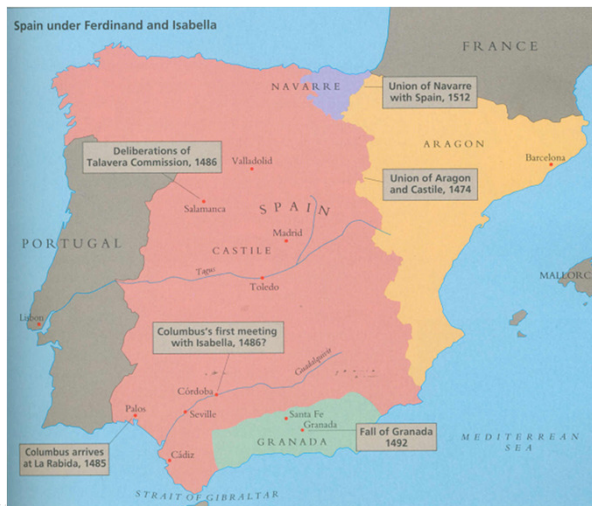 Spain under Ferdinand and Isabella
FRANCE
NAVARRE
Union of Navarre
with Spain, 1512
ARAGON
Deliberations of
Talavera Commission, 1486
Valladolid
Barcelona
Union of Aragon
and Castile, 1474
Salamanca
SPAIN
Madrid
PORTUGAL
CASTILE
Tagus
MALLORC
Toledo
Lisbon
Columbus's first meeting
with Isabella, 1486?
Guadalquivir
Córdoba
Palos
Seville
Santa Fe
Granada
Fall of Granada
1492
GRANADA
MEDITERREAN
SEA
Columbus arrives
at La Rabida, 1485
Cádiz
STRAIT OF GIBRALTAR